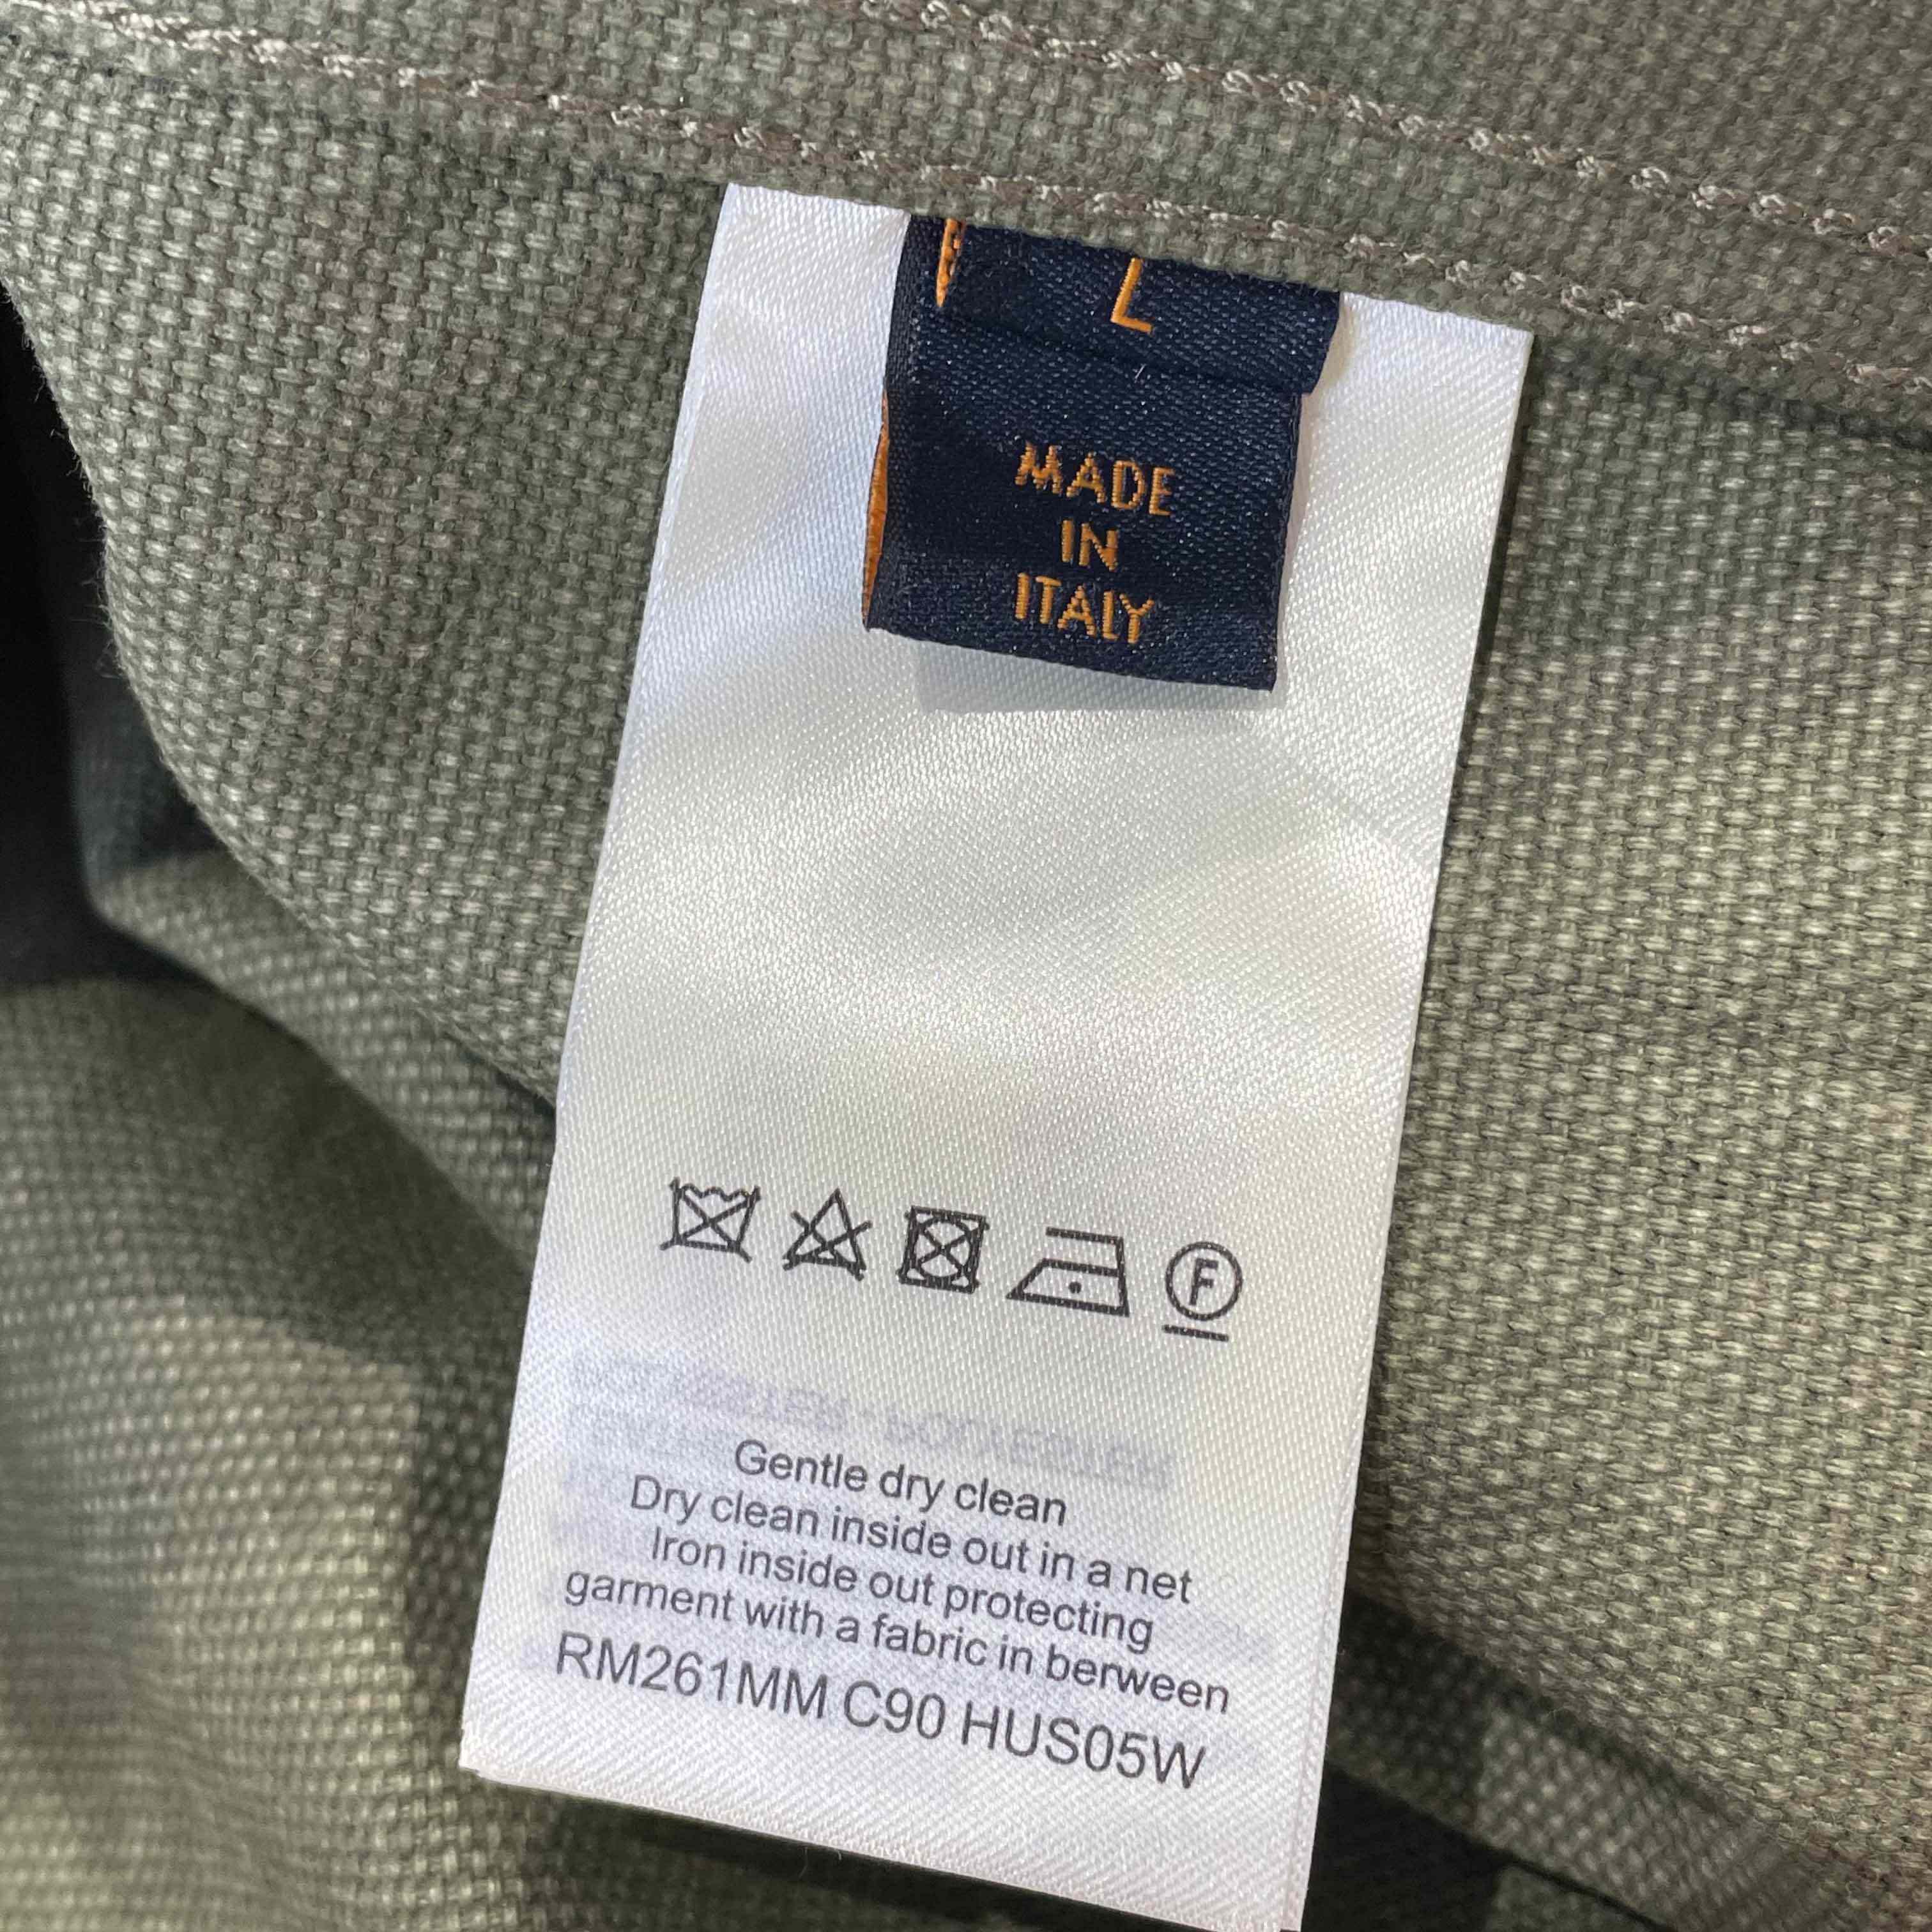 L
MADE
IN
ITALY
F
Gentle dry clean
Dry clean inside out in a net
Iron inside out protecting
garment with a fabric in berween
RM261MM C90 HUS05W